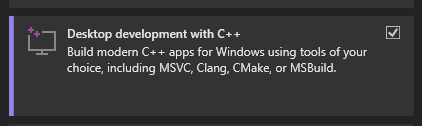 Desktop development with C++
Build modern C++ apps for Windows using tools of your
choice, including MSVC, Clang, CMake, or MSBuild.